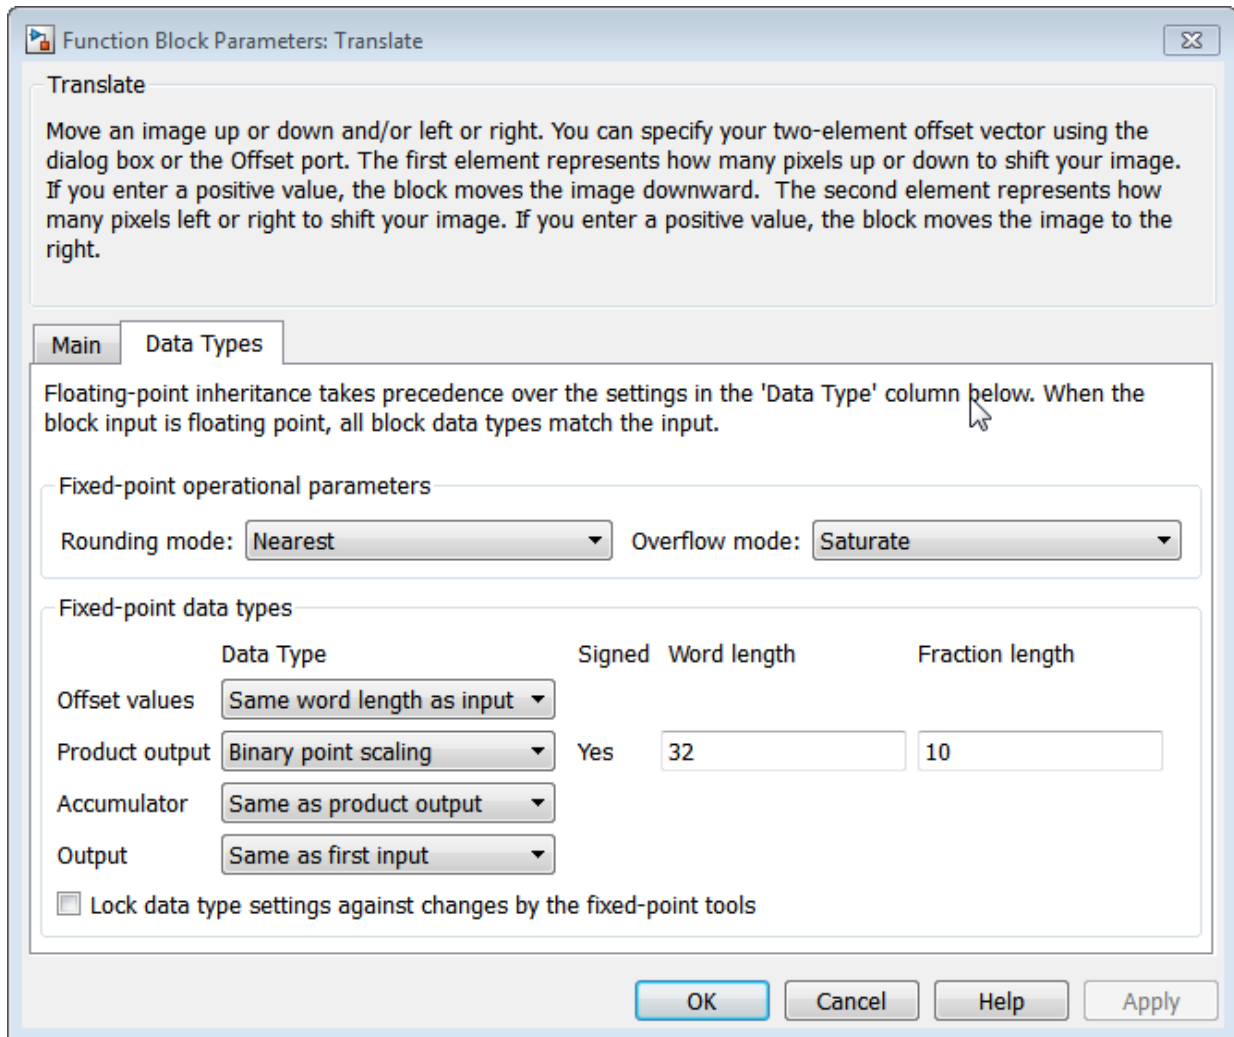 Function Block Parameters: Translate
Translate
Move an image up or down and/or left or right. You can specify your two-element offset vector using the
dialog box or the Offset port. The first element represents how many pixels up or down to shift your image.
If you enter a positive value, the block moves the image downward.  The second element represents how
many pixels left or right to shift your image. If you enter a positive value, the block moves the image to the
right.
Main Data Types
Floating-point inheritance takes precedence over the settings in the 'Data Type' column below. When the
block input is floating point, all block data types match the input.
Fixed-point operational parameters
Rounding mode: Nearest Overflow mode: Saturate
Fixed-point data types
Data Type Signed Word length Fraction length
Offset values Same word length as input
Product output Binary point scaling Yes 32 10
Accumulator Same as product output
Output Same as first input
Lock data type settings against changes by the fixed-point tools
OK Cancel Help Apply